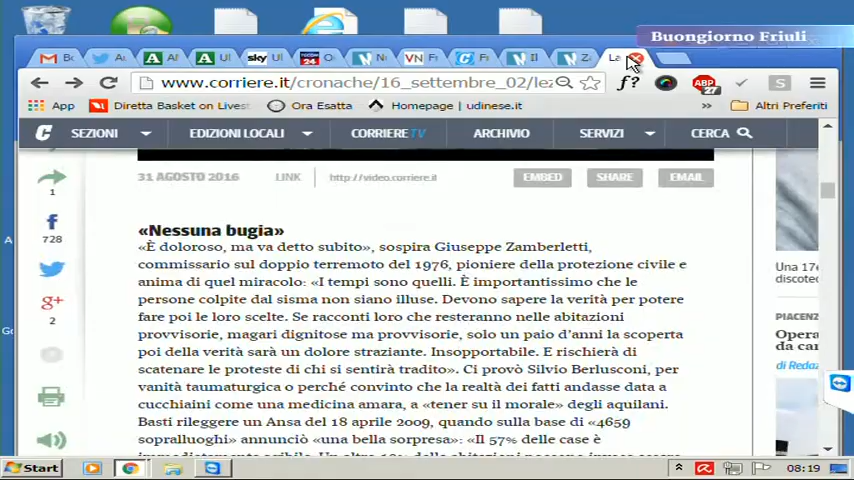 Buongiorno Friuli
sky
VN
www.corriere.it/cronache/16_settembre_02/lez
f?
ABP
27
S
App
Diretta Basket on Livest
Ora Esatta
Homepage | udinese.it
»
Altri Preferiti
C
SEZIONI
EDIZIONI LOCALI
CORRIERETV
ARCHIVIO
SERVIZI
CERCA
31 AGOSTO 2016
LINK
http://video.corriere.it
EMBED
SHARE
EMAIL
1
728
g+
2
«Nessuna bugia»
«È doloroso, ma va detto subito», sospira Giuseppe Zamberletti,
commissario sul doppio terremoto del 1976, pioniere della protezione civile e
anima di quel miracolo: «I tempi sono quelli. È importantissimo che le
persone colpite dal sisma non siano illuse. Devono sapere la verità per potere
fare poi le loro scelte. Se racconti loro che resteranno nelle abitazioni
provvisorie, magari dignitose ma provvisorie, solo un paio d'anni la scoperta
poi della verità sarà un dolore straziante. Insopportabile. E rischierà di
scatenare le proteste di chi si sentirà tradito». Ci provò Silvio Berlusconi, per
vanità taumaturgica o perché convinto che la realtà dei fatti andasse data a
cucchiaini come una medicina amara, a «tener su il morale» degli aquilani.
Basti rileggere un Ansa del 18 aprile 2009, quando sulla base di «4659
sopralluoghi» annunciò «una bella sorpresa»: «Il 57% delle case è
Una 17e
discotec
PIACENZ
Opera
da car
di Redaz
Start
08:19